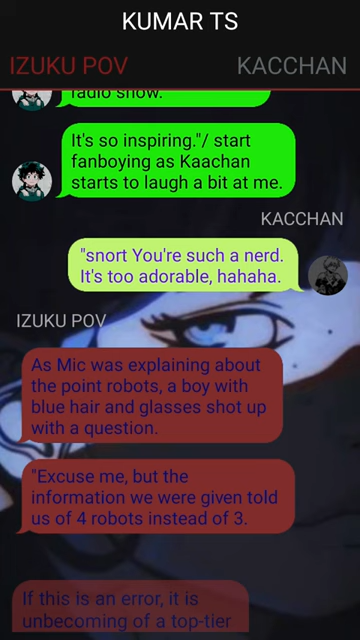 KUMAR TS
IZUKU POV
KACCHAN
radio show.
It's so inspiring."/ start
fanboying as Kaachan
starts to laugh a bit at me.
KACCHAN
"snort You're such a nerd.
It's too adorable, hahaha.
IZUKU POV
As Mic was explaining about
the point robots, a boy with
blue hair and glasses shot up
with a question.
"Excuse me, but the
information we were given told
us of 4 robots instead of 3.
If this is an error, it is
unbecoming of a top-tier